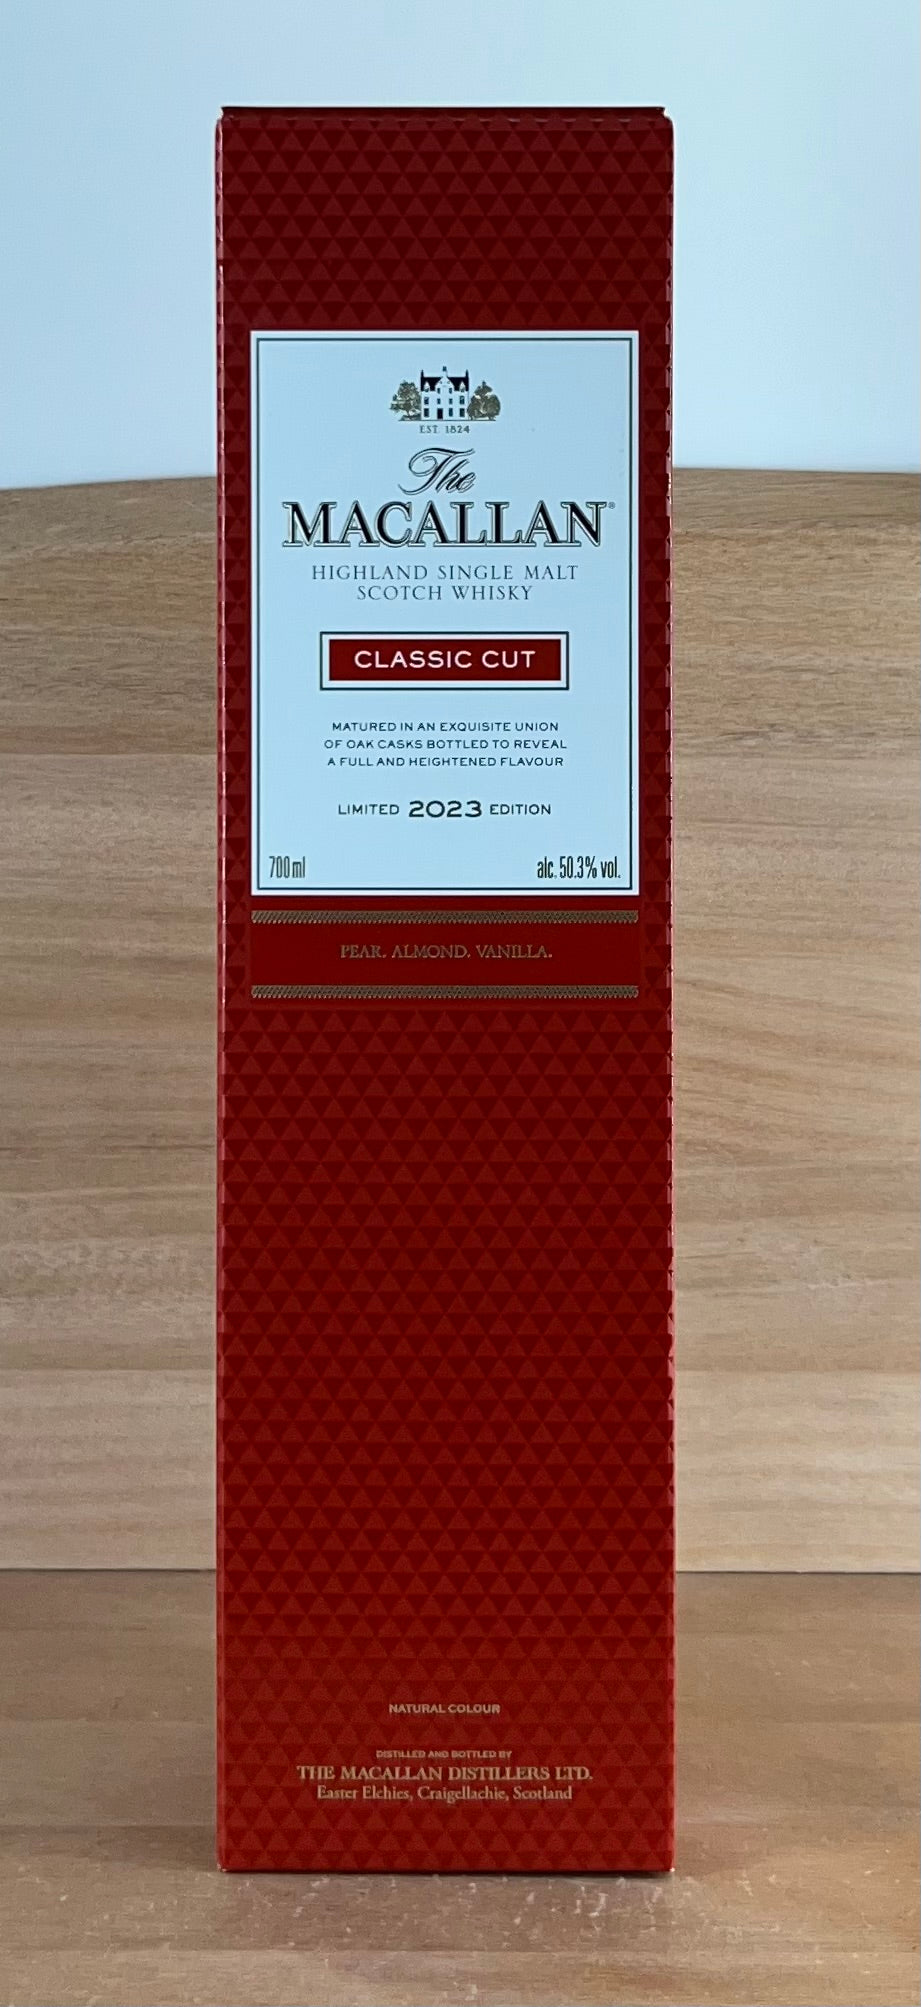 EST. 1824
The
MACALLAN®
HIGHLAND SINGLE MALT
SCOTCH WHISKY
CLASSIC CUT
MATURED IN AN EXQUISITE UNION
OF OAK CASKS BOTTLED TO REVEAL
A FULL AND HEIGHTENED FLAVOUR
LIMITED 2023 EDITION
700ml alc. 50.3% vol.
PEAR. ALMOND. VANILLA.
NATURAL COLOUR
DISTILLED AND BOTTLED BY
THE MACALLAN DISTILLERS LTD.
Easter Elchies, Craigellachie, Scotland